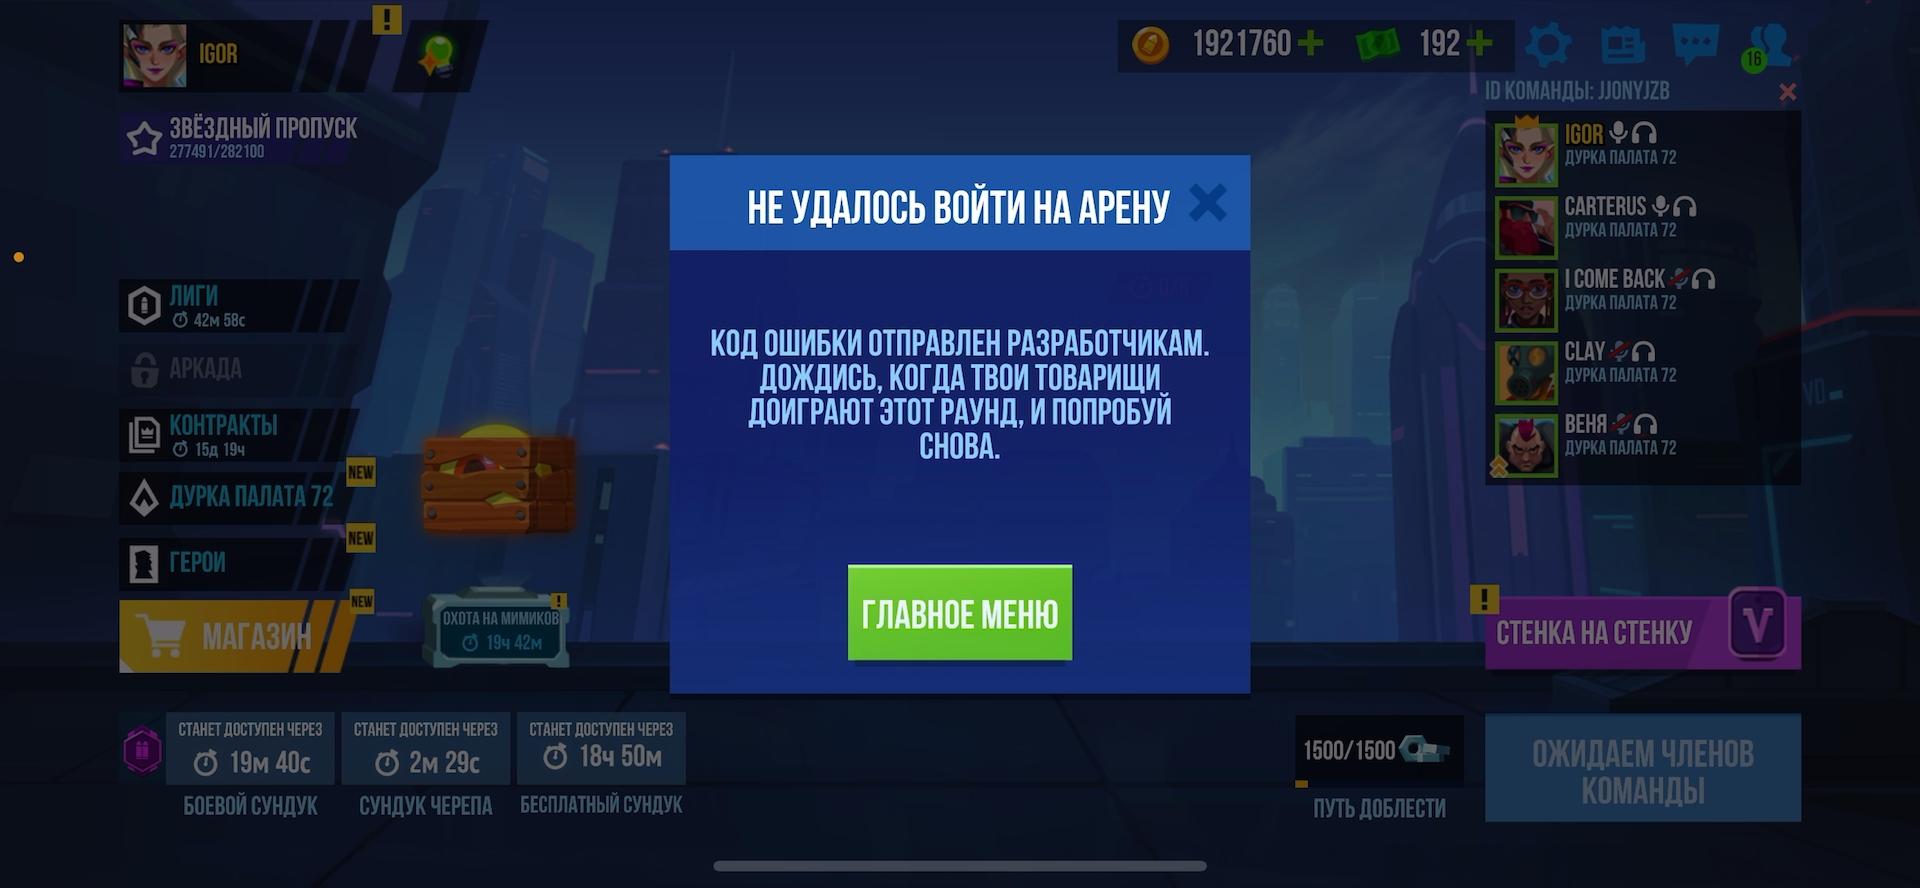 IGOR
!
1921760
192
16
ЗВЁЗДНЫЙ ПРОПУСК
277491/282100
ID КОМАНДЫ: JJONYJZB
IGOR
ДУРКА ПАЛАТА 72
CARTERUS
ДУРКА ПАЛАТА 72
I COME BACK
ДУРКА ПАЛАТА 72
CLAY
ДУРКА ПАЛАТА 72
ВЕНЯ
ДУРКА ПАЛАТА 72
НЕ УДАЛОСЬ ВОЙТИ НА АРЕНУ
КОД ОШИБКИ ОТПРАВЛЕН РАЗРАБОТЧИКАМ.
ДОЖДИСЬ, КОГДА ТВОИ ТОВАРИЩИ
ДОИГРАЮТ ЭТОТ РАУНД, И ПОПРОБУЙ
СНОВА.
ГЛАВНОЕ МЕНЮ
ЛИГИ
42м 58с
АРКАДА
КОНТРАКТЫ
15д 19ч
NEW
ДУРКА ПАЛАТА 72
NEW
ГЕРОИ
NEW
МАГАЗИН
ОХОТА НА МИМИКОВ
!
19ч 42м
!
СТЕНКА НА СТЕНКУ
V
СТАНЕТ ДОСТУПЕН ЧЕРЕЗ
19м 40с
БОЕВОЙ СУНДУК
СТАНЕТ ДОСТУПЕН ЧЕРЕЗ
2м 29с
СУНДУК ЧЕРЕПА
СТАНЕТ ДОСТУПЕН ЧЕРЕЗ
18ч 50м
БЕСПЛАТНЫЙ СУНДУК
1500/1500
ПУТЬ ДОБЛЕСТИ
ОЖИДАЕМ ЧЛЕНОВ
КОМАНДЫ